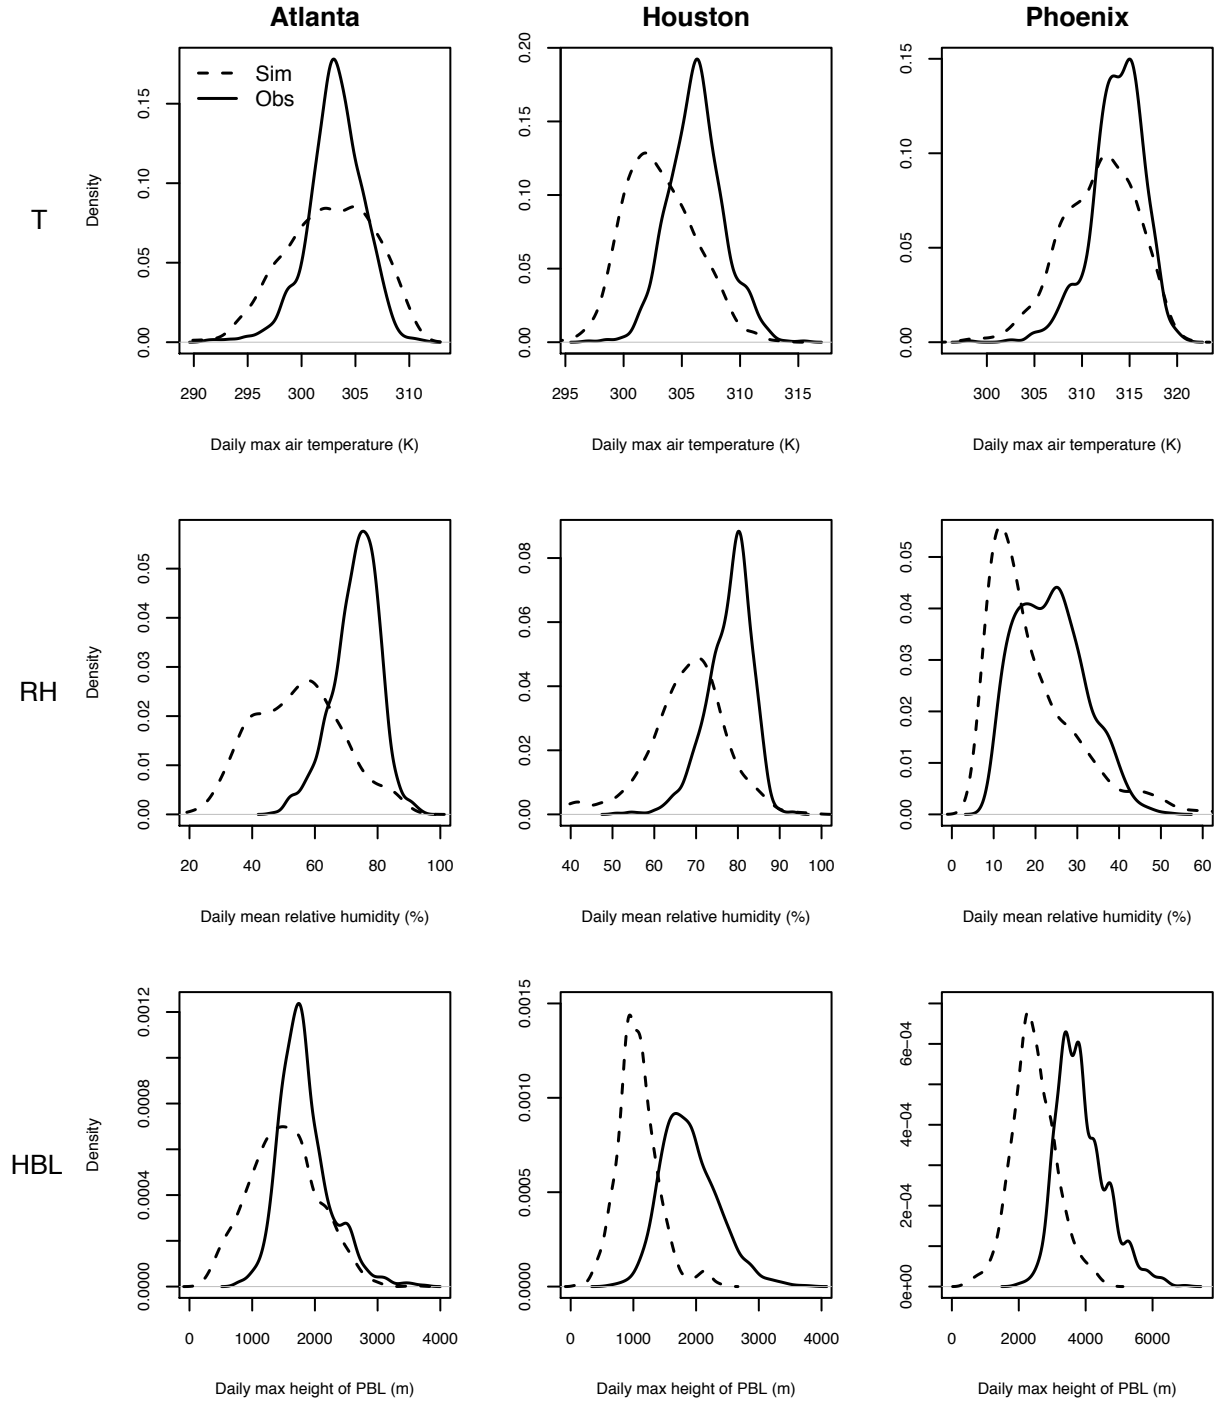 Atlanta Houston Phoenix
Sim
Obs
T
Density
0.00 0.05 0.10 0.15
290 295 300 305 310
Daily max air temperature (K)
0.00 0.05 0.10 0.15 0.20
295 300 305 310 315
Daily max air temperature (K)
0.00 0.05 0.10 0.15
300 305 310 315 320
Daily max air temperature (K)
RH
Density
0.00 0.01 0.02 0.03 0.04 0.05
20 40 60 80 100
Daily mean relative humidity (%)
0.00 0.02 0.04 0.06 0.08
40 50 60 70 80 90 100
Daily mean relative humidity (%)
0.00 0.01 0.02 0.03 0.04 0.05
0 10 20 30 40 50 60
Daily mean relative humidity (%)
HBL
Density
0.0000 0.0004 0.0008 0.0012
0 1000 2000 3000 4000
Daily max height of PBL (m)
0.0000 0.0005 0.0010 0.0015
0 1000 2000 3000 4000
Daily max height of PBL (m)
0e+00 2e−04 4e−04 6e−04
0 2000 4000 6000
Daily max height of PBL (m)